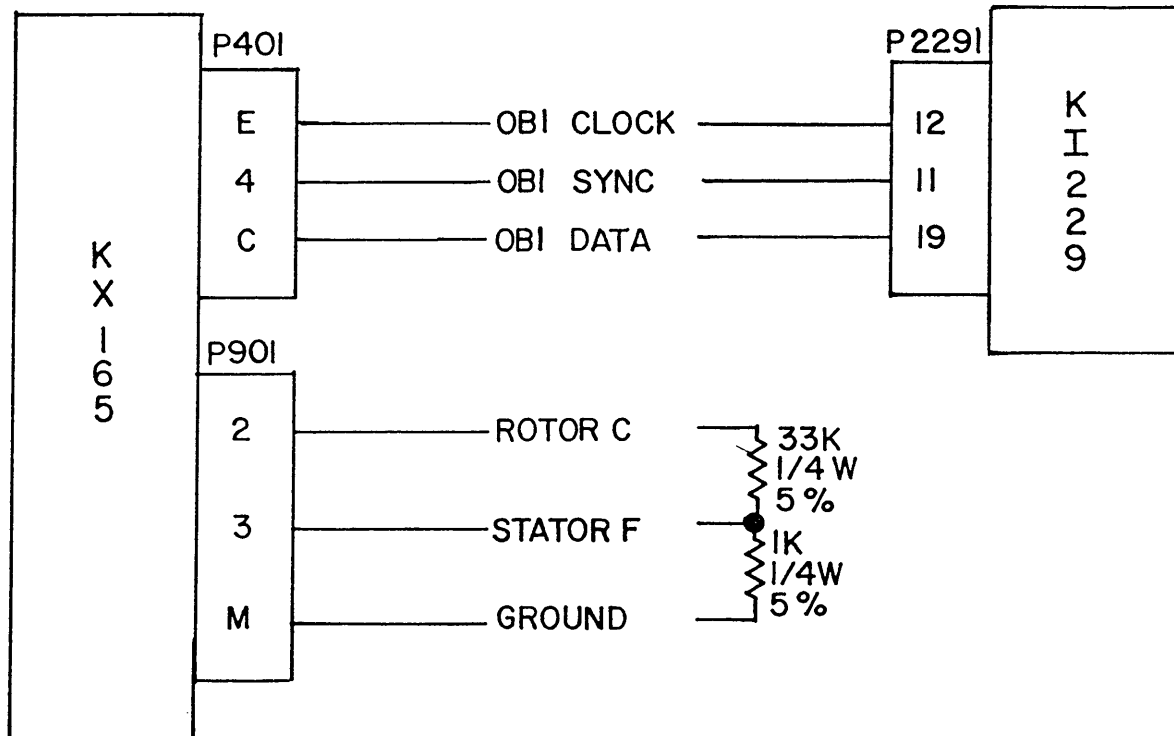 P401
P2291
E OBI CLOCK 12
4 OBI SYNC 11
C OBI DATA 19
KX165
KI229
P901
2 ROTOR C
33K
1/4 W
5%
3 STATOR F
1K
1/4W
5%
M GROUND